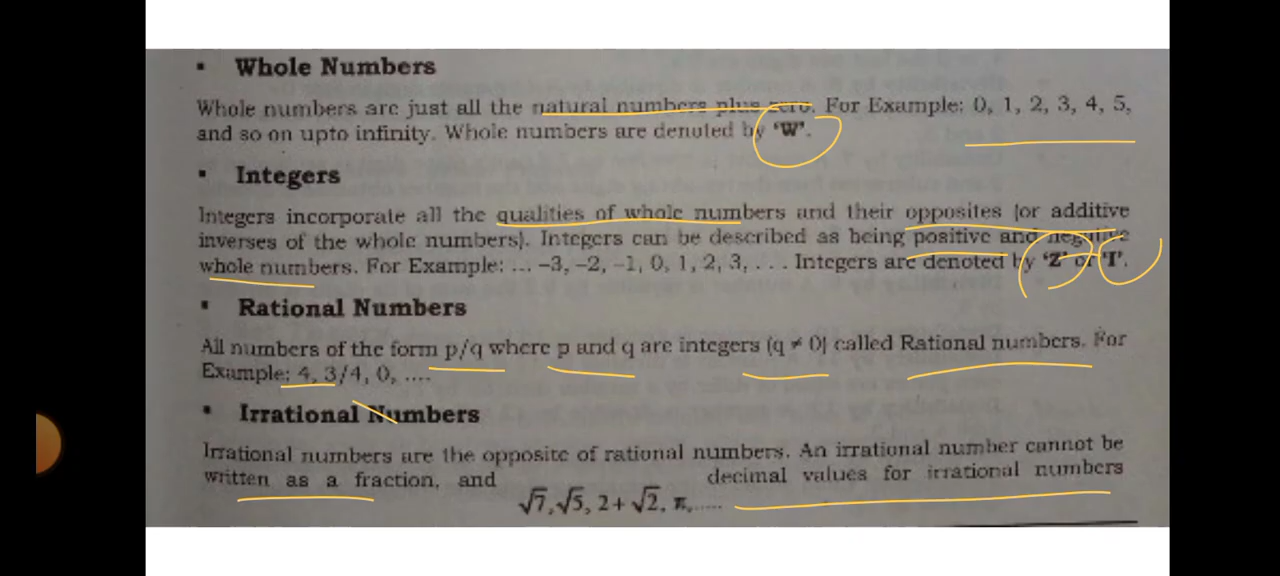 ▪ Whole Numbers
Whole numbers are just all the natural numbers plus zero. For Example: 0, 1, 2, 3, 4, 5,
and so on upto infinity. Whole numbers are denoted by 'W'.
▪ Integers
Integers incorporate all the qualities of whole numbers and their opposites (or additive
inverses of the whole numbers). Integers can be described as being positive and negative
whole numbers. For Example: ... –3, –2, –1, 0, 1, 2, 3, . . . Integers are denoted by 'Z' or 'I'.
▪ Rational Numbers
All numbers of the form p/q where p and q are integers (q ≠ 0) called Rational numbers. For
Example: 4, 3/4, 0, ....
▪ Irrational Numbers
Irrational numbers are the opposite of rational numbers. An irrational number cannot be
written as a fraction, and decimal values for irrational numbers
√7, √5, 2+ √2, π,.....